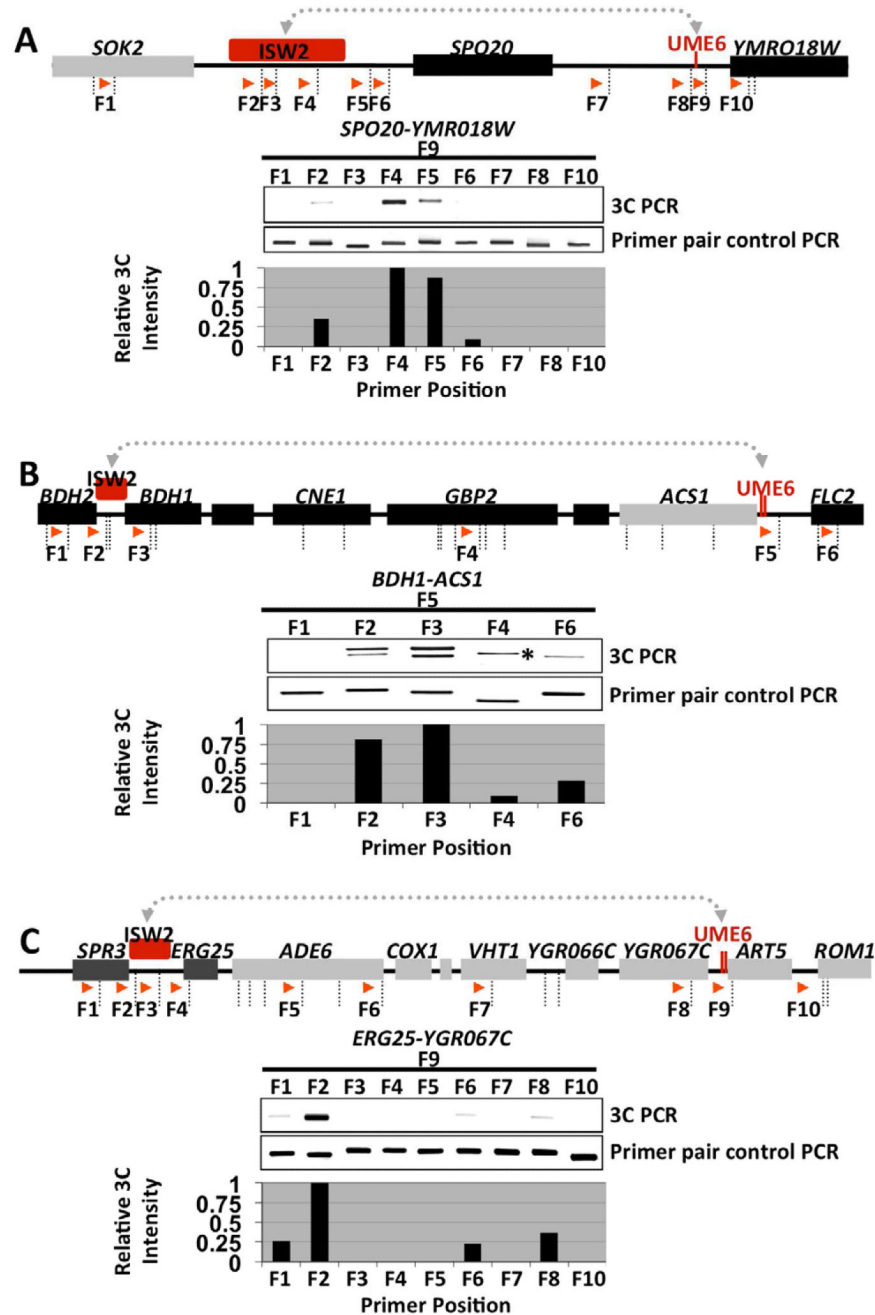 A
SOK2 ISW2 SPO20 UME6 YMRO18W
F1 F2 F3 F4 F5 F6 F7 F8 F9 F10
SPO20-YMR018W
F9
F1 F2 F3 F4 F5 F6 F7 F8 F10
3C PCR
Primer pair control PCR
Relative 3C
Intensity
1
0.75
0.5
0.25
0
F1 F2 F3 F4 F5 F6 F7 F8 F10
Primer Position
B
ISW2
BDH2 BDH1 CNE1 GBP2 ACS1 UME6 FLC2
F1 F2 F3 F4 F5 F6
BDH1-ACS1
F5
F1 F2 F3 F4 F6
* 3C PCR
Primer pair control PCR
Relative 3C
Intensity
1
0.75
0.5
0.25
0
F1 F2 F3 F4 F6
Primer Position
C
ISW2 UME6
SPR3 ERG25 ADE6 COX1 VHT1 YGR066C YGR067C ART5 ROM1
F1 F2 F3 F4 F5 F6 F7 F8 F9 F10
ERG25-YGR067C
F9
F1 F2 F3 F4 F5 F6 F7 F8 F10
3C PCR
Primer pair control PCR
Relative 3C
Intensity
1
0.75
0.5
0.25
0
F1 F2 F3 F4 F5 F6 F7 F8 F10
Primer Position